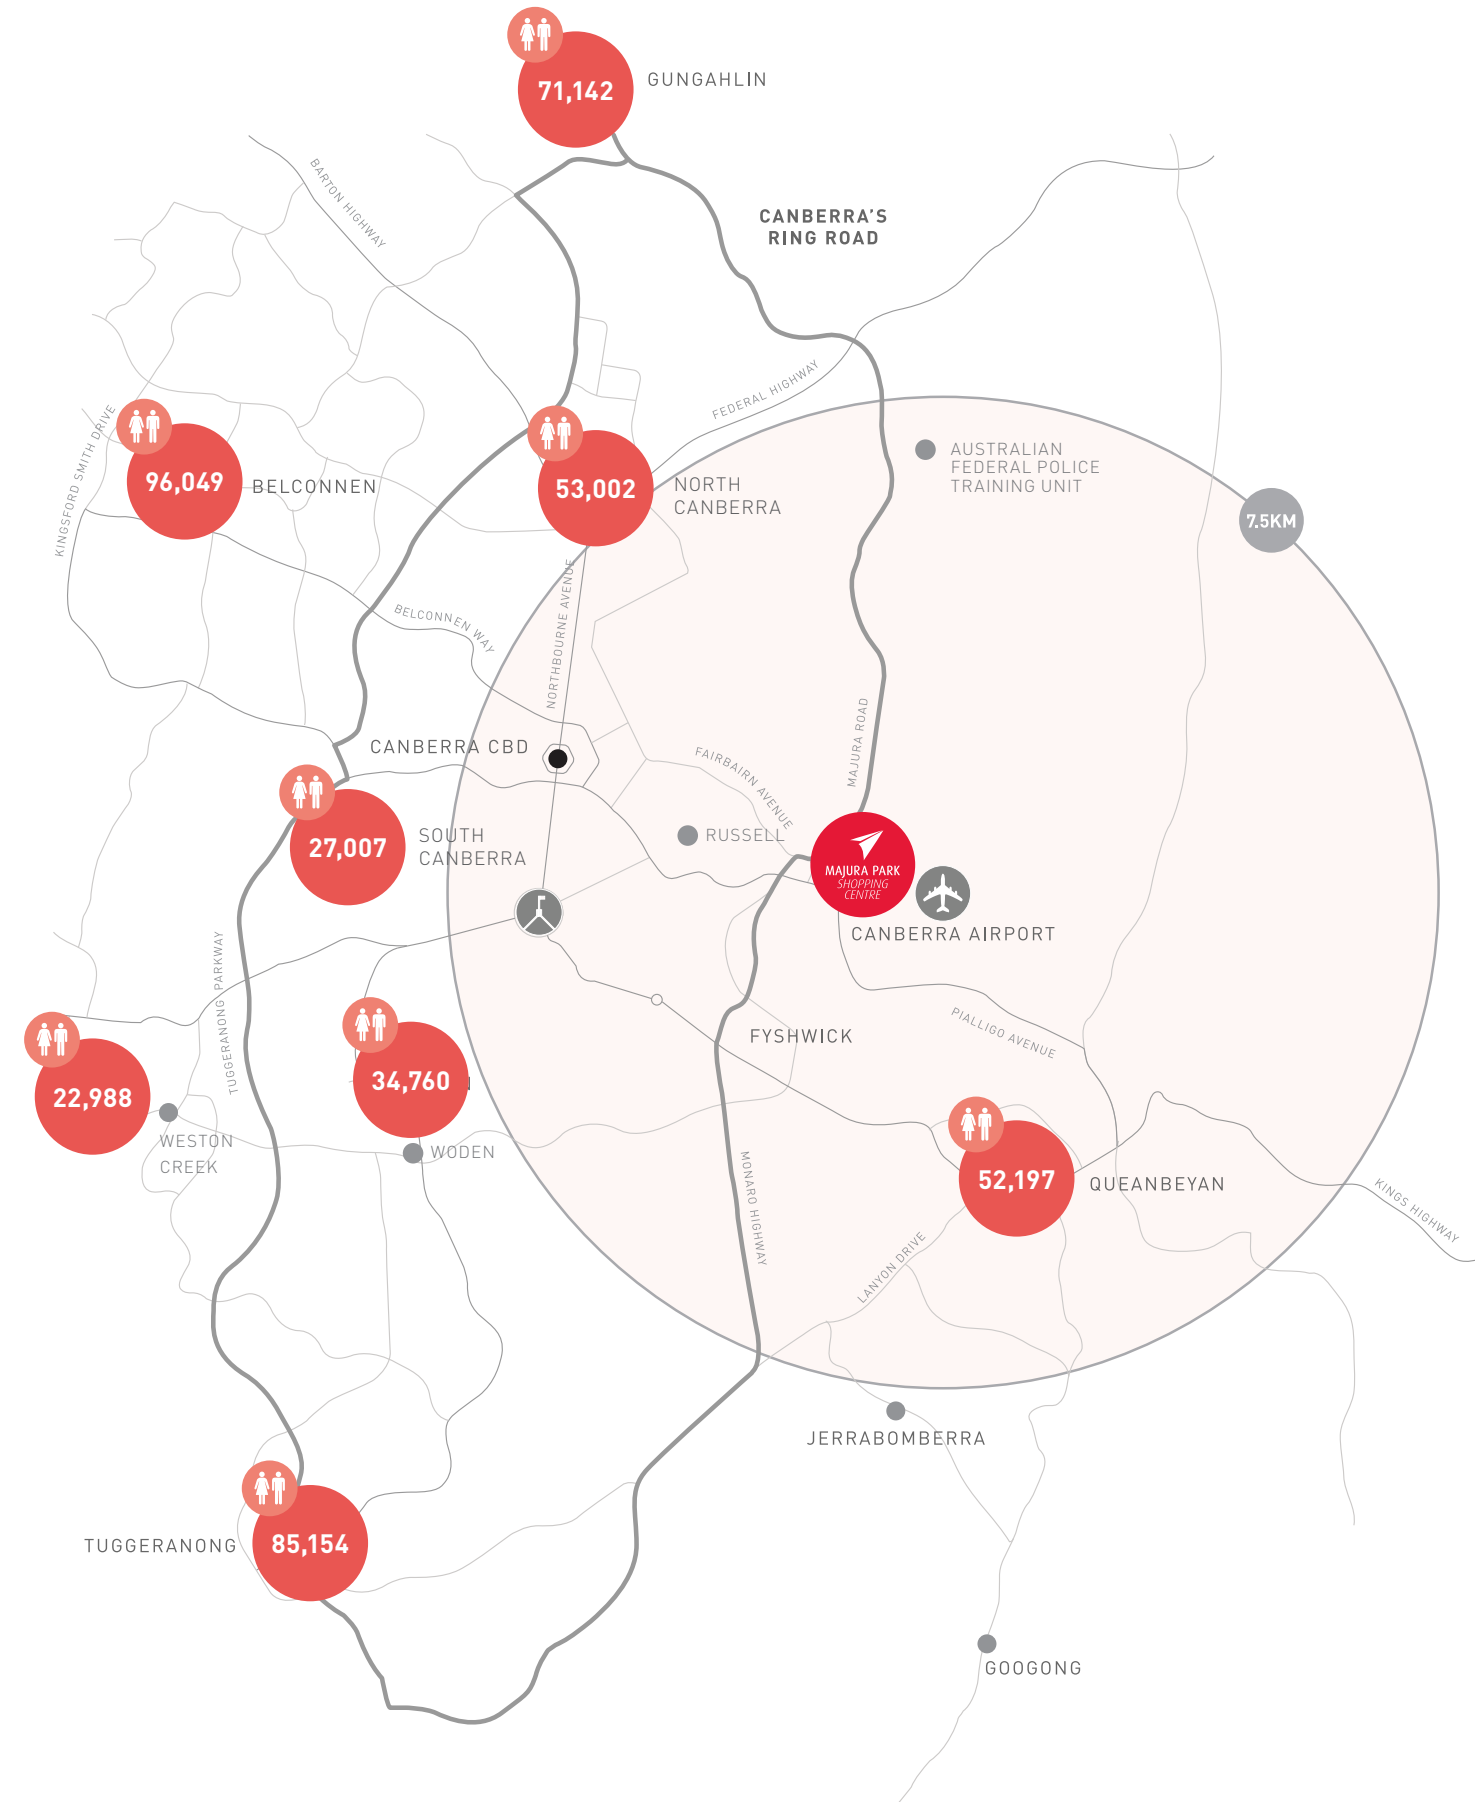 71,142
GUNGAHLIN
BARTON HIGHWAY
CANBERRA'S
RING ROAD
FEDERAL HIGHWAY
KINGSFORD SMITH DRIVE
96,049
BELCONNEN
53,002
NORTH
CANBERRA
AUSTRALIAN
FEDERAL POLICE
TRAINING UNIT
7.5KM
BELCONNEN WAY
NORTHBOURNE AVENUE
MAJURA ROAD
CANBERRA CBD
FAIRBAIRN AVENUE
27,007
SOUTH
CANBERRA
RUSSELL
MAJURA PARK
SHOPPING
CENTRE
CANBERRA AIRPORT
TUGGERANONG PARKWAY
PIALLIGO AVENUE
FYSHWICK
22,988
WESTON
CREEK
34,760
WODEN
MONARO HIGHWAY
52,197
QUEANBEYAN
KINGS HIGHWAY
LANYON DRIVE
JERRABOMBERRA
TUGGERANONG
85,154
GOOGONG